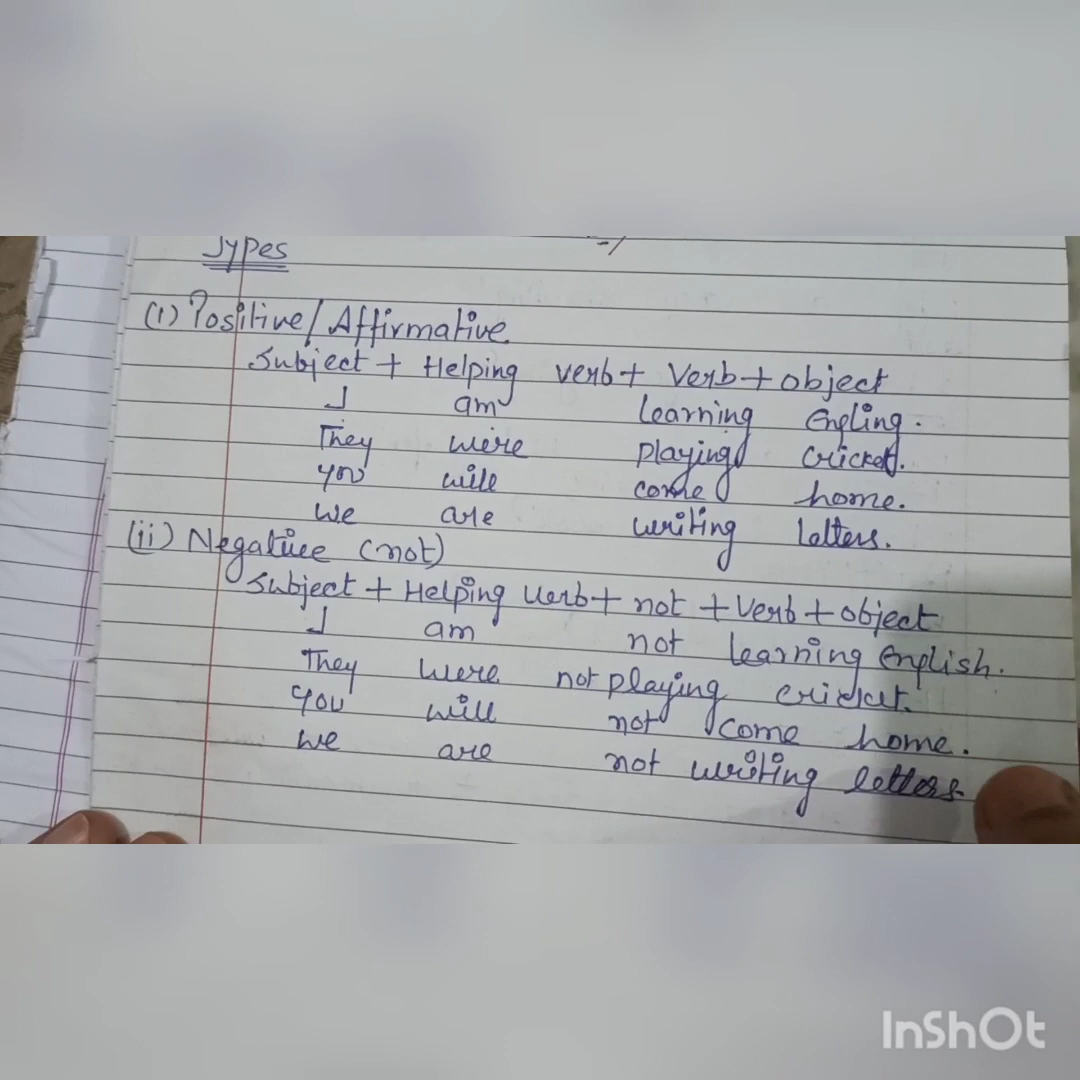 Types
(i) Positive/Affirmative
Subject + Helping verb + Verb + object
I am learning Engling.
They were playing cricket.
you will come home.
we are writing letters.
(ii) Negative (not)
Subject + Helping verb + not + verb + object
I am not learning English.
They were not playing cricket.
you will not come home.
we are not writing letters.
InShOt